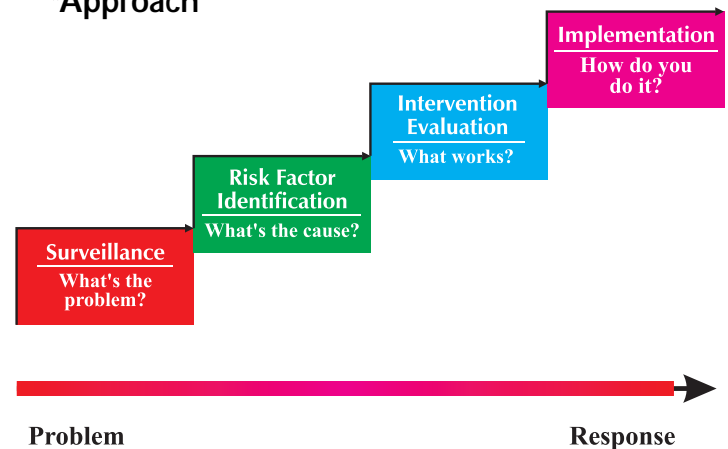 Approach
Surveillance
What's the
problem?
Risk Factor
Identification
What's the cause?
Intervention
Evaluation
What works?
Implementation
How do you
do it?
Problem
Response